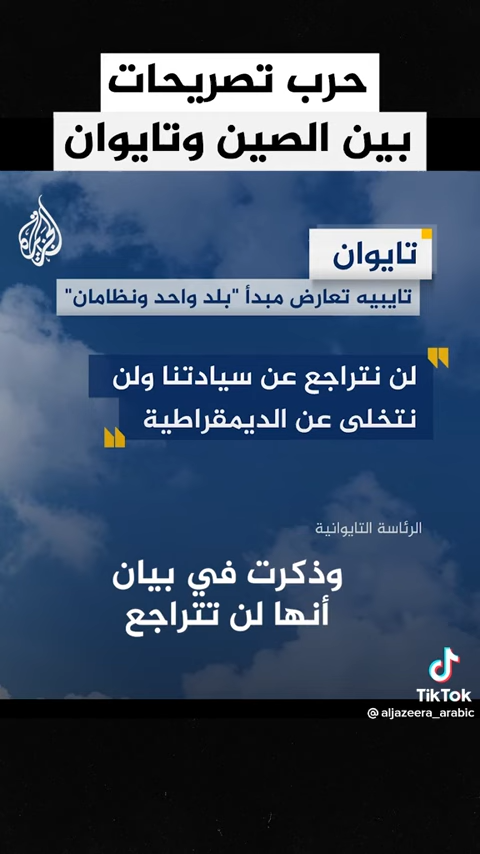 حرب تصريحات
بين الصين وتايوان
تايوان
تايبيه تعارض مبدأ "بلد واحد ونظامان"
لن نتراجع عن سيادتنا ولن
نتخلى عن الديمقراطية
الرئاسة التايوانية
وذكرت في بيان
أنها لن تتراجع
TikTok
@aljazeera_arabic